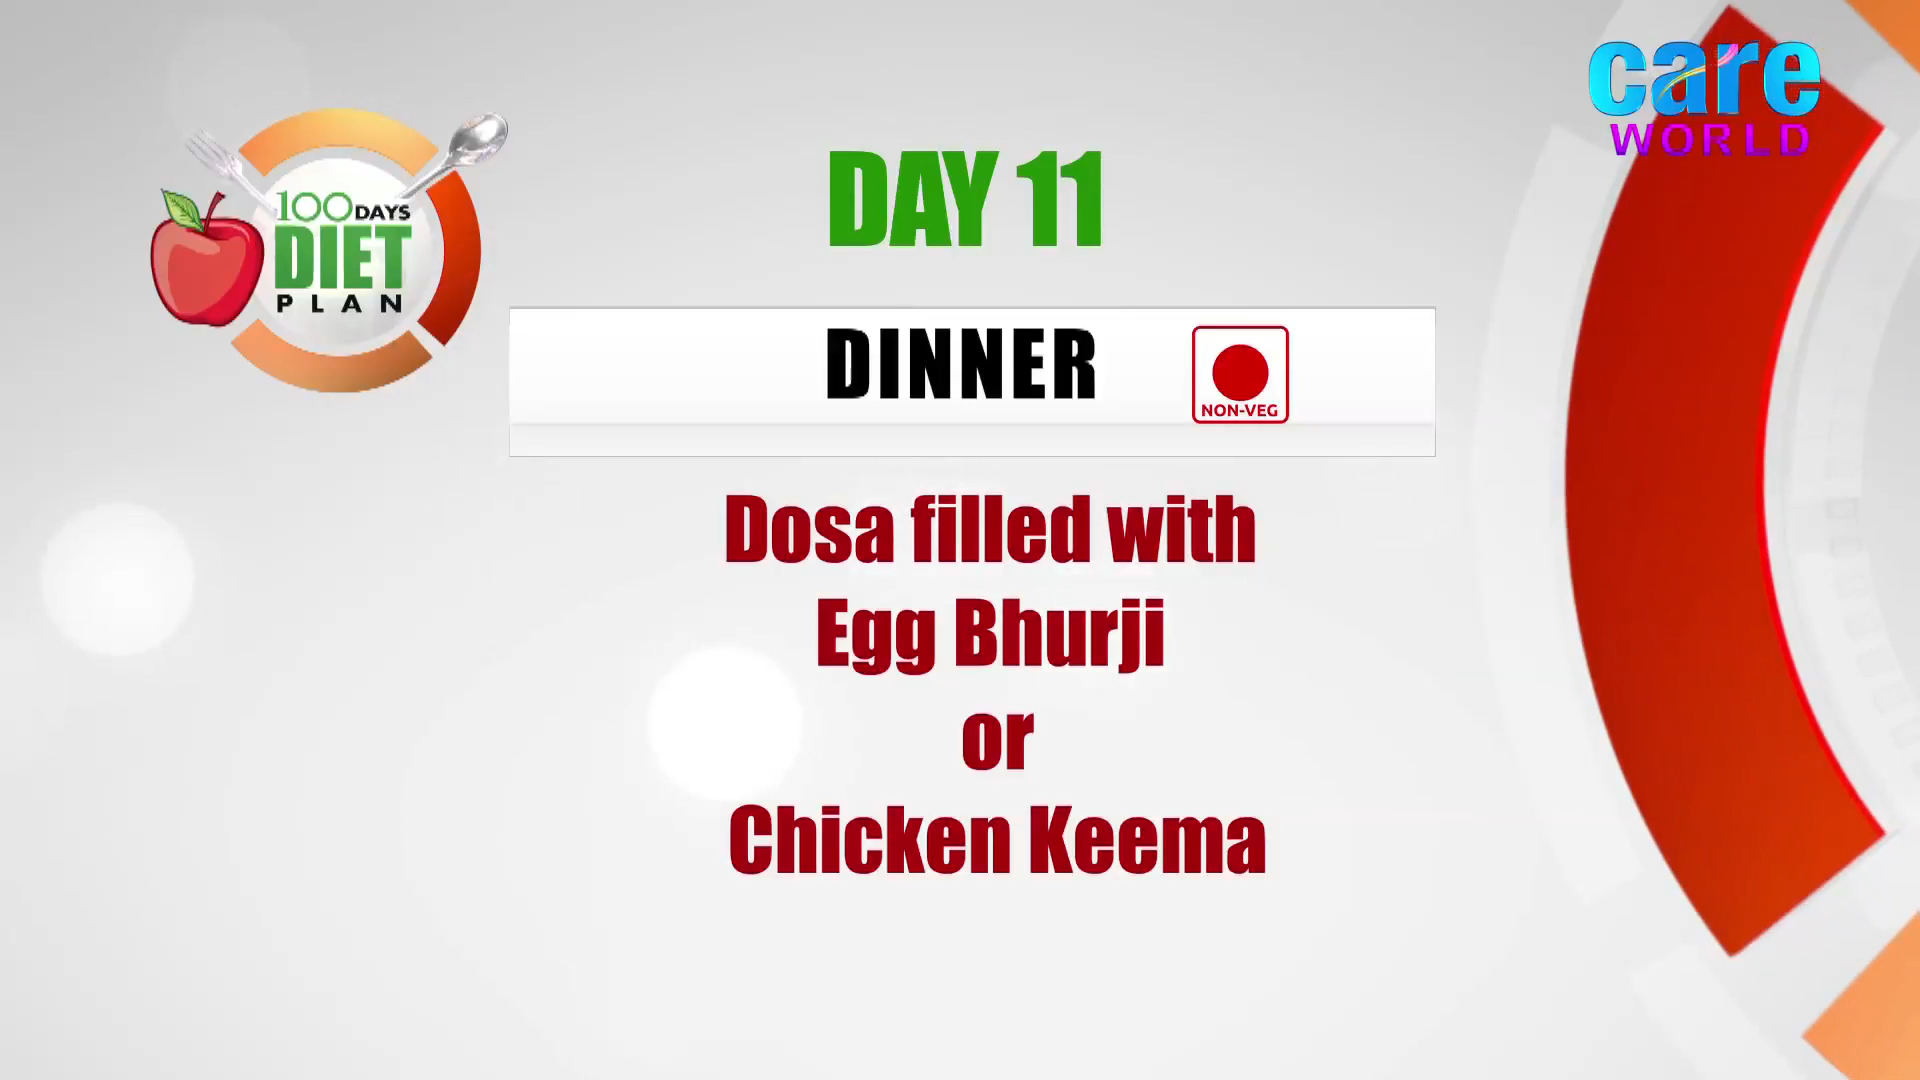 care
WORLD
100 DAYS
DIET
PLAN
DAY 11
DINNER
NON-VEG
Dosa filled with
Egg Bhurji
or
Chicken Keema